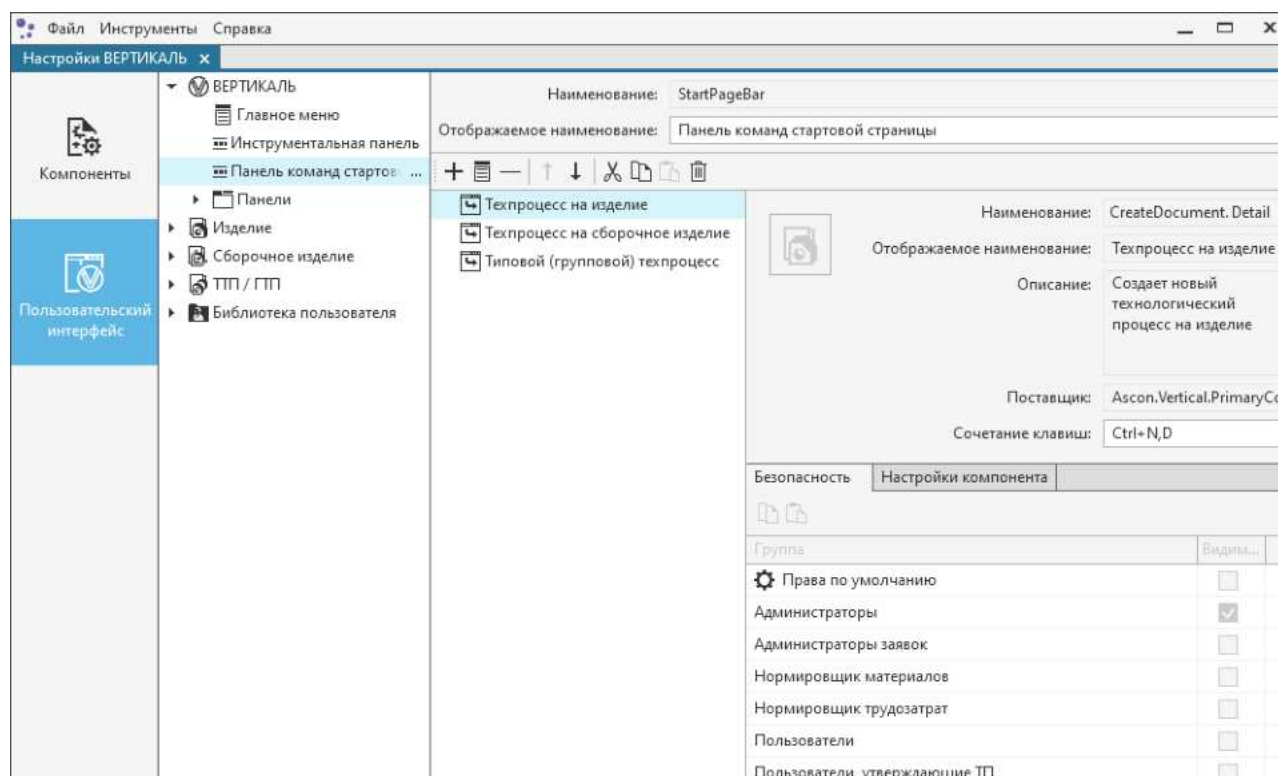 Файл Инструменты Справка
Настройки ВЕРТИКАЛЬ x
Компоненты
Пользовательский
интерфейс
ВЕРТИКАЛЬ
Главное меню
Инструментальная панель
Панель команд стартов ...
Панели
Изделие
Сборочное изделие
ТТП / ГТП
Библиотека пользователя
Наименование: StartPageBar
Отображаемое наименование: Панель команд стартовой страницы
Техпроцесс на изделие
Техпроцесс на сборочное изделие
Типовой (групповой) техпроцесс
Наименование: CreateDocument.Detail
Отображаемое наименование: Техпроцесс на изделие
Описание: Создает новый
технологический
процесс на изделие
Поставщик: Ascon.Vertical.PrimaryCo
Сочетание клавиш: Ctrl+N,D
Безопасность Настройки компонента
Группа Видим...
Права по умолчанию
Администраторы
Администраторы заявок
Нормировщик материалов
Нормировщик трудозатрат
Пользователи
Пользователи, утверждающие ТП